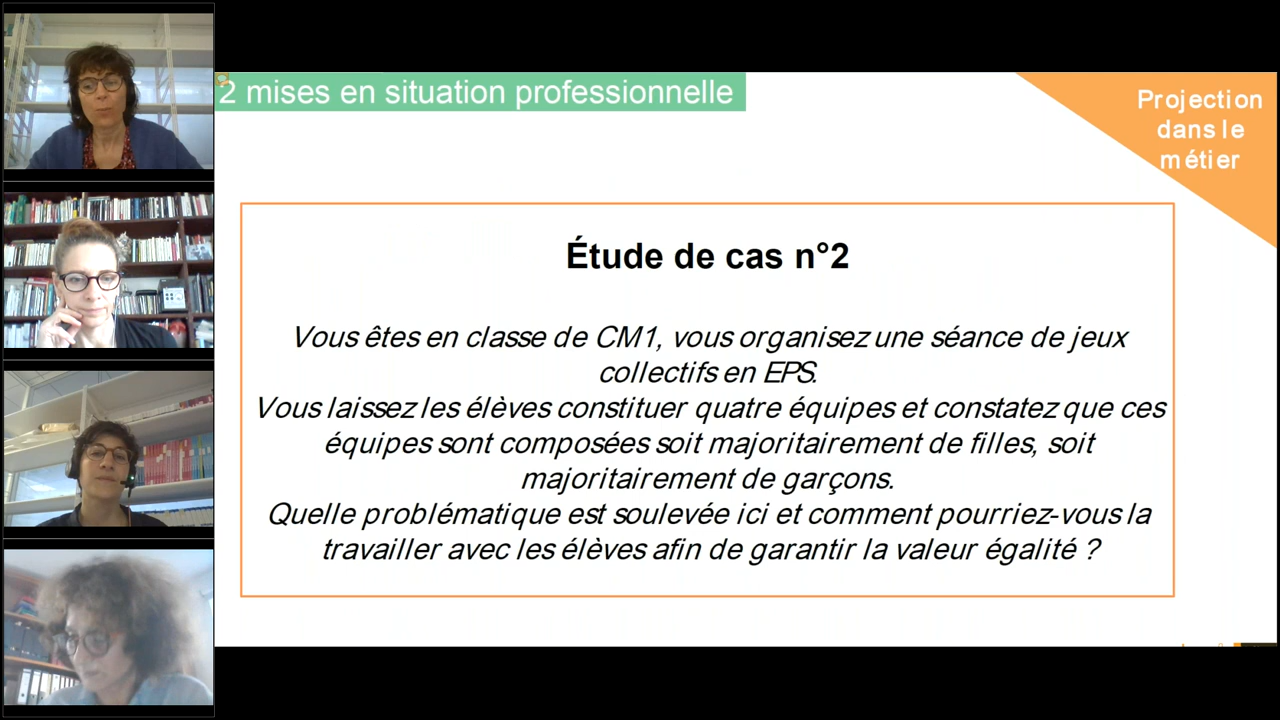 2 mises en situation professionnelle
Projection
dans le
métier
Étude de cas n°2
Vous êtes en classe de CM1, vous organisez une séance de jeux
collectifs en EPS.
Vous laissez les élèves constituer quatre équipes et constatez que ces
équipes sont composées soit majoritairement de filles, soit
majoritairement de garçons.
Quelle problématique est soulevée ici et comment pourriez-vous la
travailler avec les élèves afin de garantir la valeur égalité ?